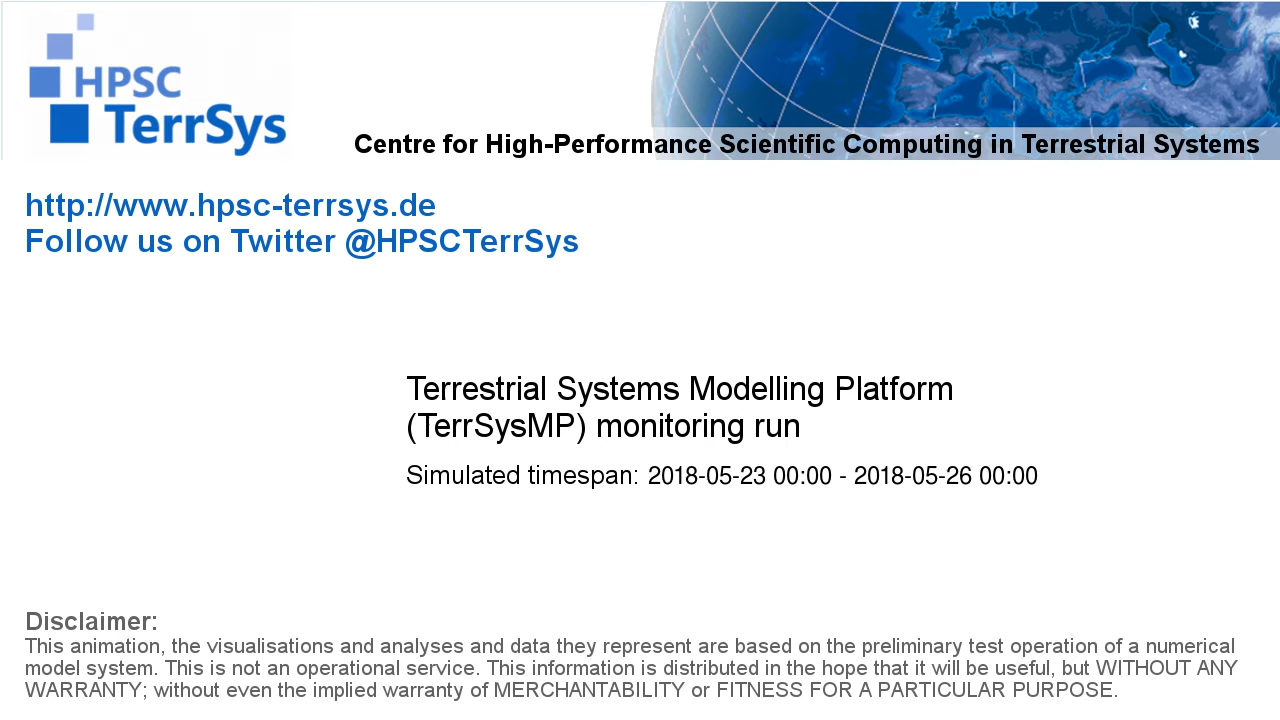 HPSC
TerrSys
Centre for High-Performance Scientific Computing in Terrestrial Systems
http://www.hpsc-terrsys.de
Follow us on Twitter @HPSCTerrSys
Terrestrial Systems Modelling Platform
(TerrSysMP) monitoring run
Simulated timespan: 2018-05-23 00:00 - 2018-05-26 00:00
Disclaimer:
This animation, the visualisations and analyses and data they represent are based on the preliminary test operation of a numerical
model system. This is not an operational service. This information is distributed in the hope that it will be useful, but WITHOUT ANY
WARRANTY; without even the implied warranty of MERCHANTABILITY or FITNESS FOR A PARTICULAR PURPOSE.